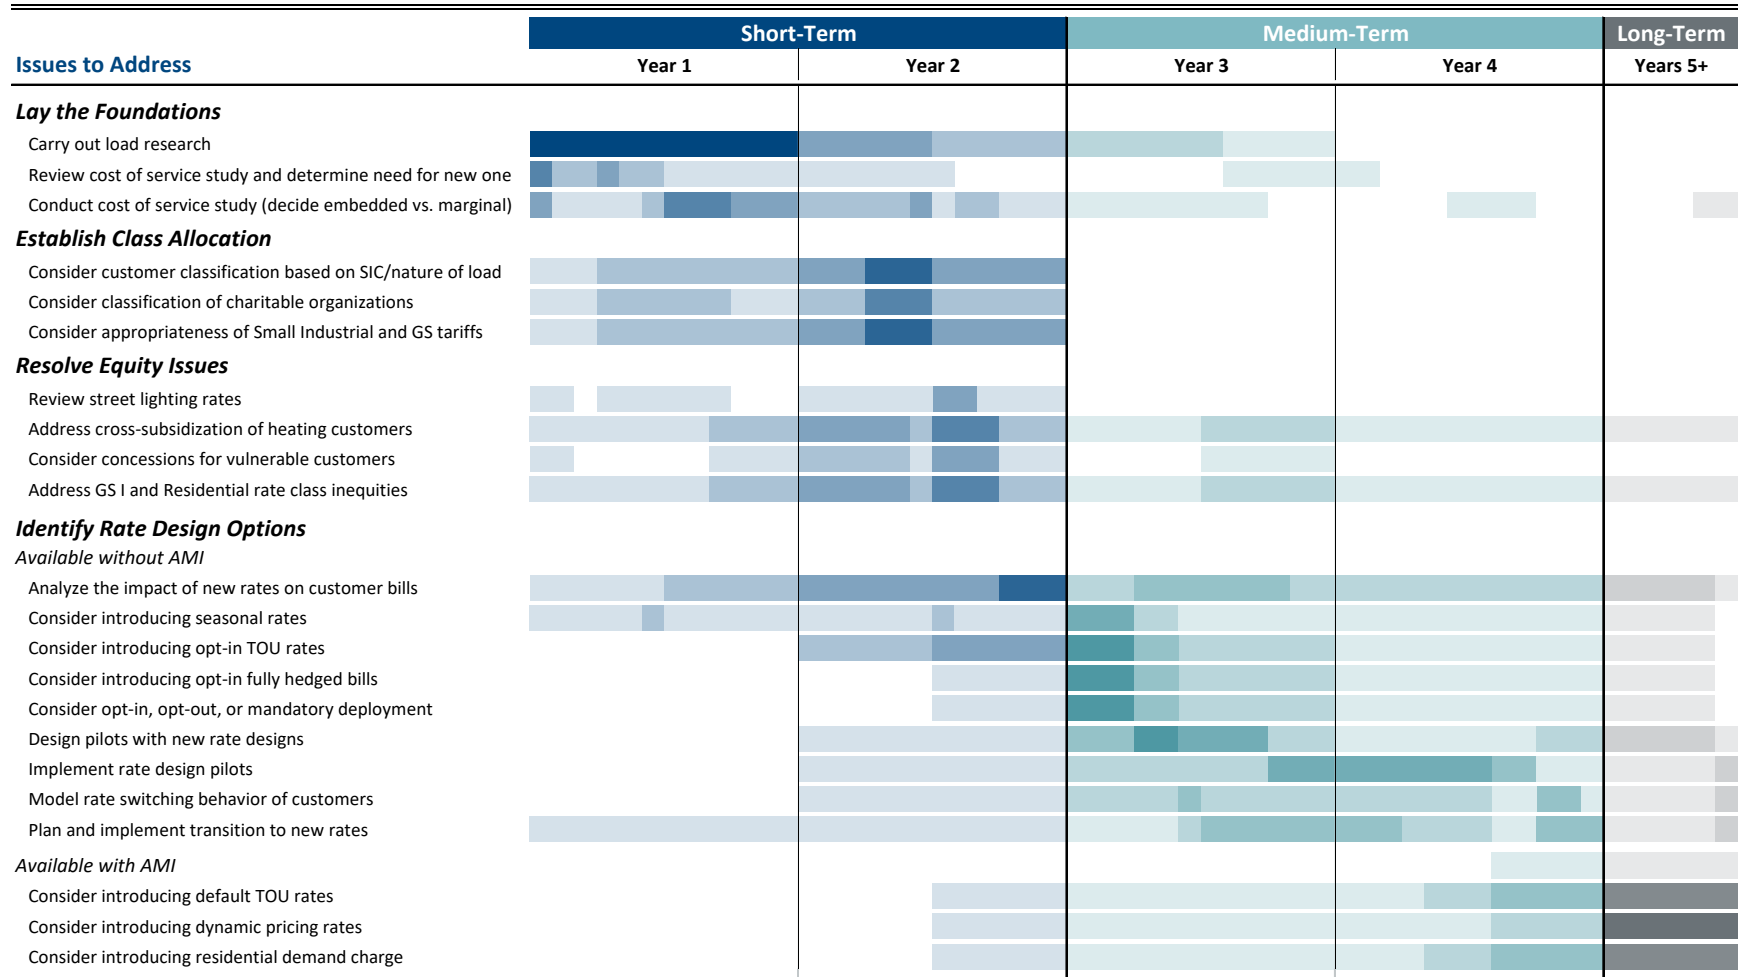 Short-Term Medium-Term Long-Term
Issues to Address Year 1 Year 2 Year 3 Year 4 Years 5+
Lay the Foundations
Carry out load research
Review cost of service study and determine need for new one
Conduct cost of service study (decide embedded vs. marginal)
Establish Class Allocation
Consider customer classification based on SIC/nature of load
Consider classification of charitable organizations
Consider appropriateness of Small Industrial and GS tariffs
Resolve Equity Issues
Review street lighting rates
Address cross-subsidization of heating customers
Consider concessions for vulnerable customers
Address GS I and Residential rate class inequities
Identify Rate Design Options
Available without AMI
Analyze the impact of new rates on customer bills
Consider introducing seasonal rates
Consider introducing opt-in TOU rates
Consider introducing opt-in fully hedged bills
Consider opt-in, opt-out, or mandatory deployment
Design pilots with new rate designs
Implement rate design pilots
Model rate switching behavior of customers
Plan and implement transition to new rates
Available with AMI
Consider introducing default TOU rates
Consider introducing dynamic pricing rates
Consider introducing residential demand charge